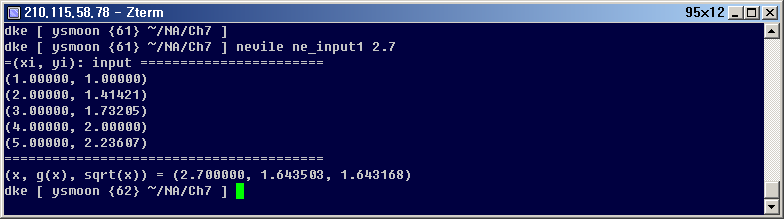 210.115.58.78 - Zterm
95x12
dke [ ysmoon {61} ~/NA/Ch7 ]
dke [ ysmoon {61} ~/NA/Ch7 ] nevile ne_input1 2.7
=(xi, yi): input =======================
(1.00000, 1.00000)
(2.00000, 1.41421)
(3.00000, 1.73205)
(4.00000, 2.00000)
(5.00000, 2.23607)
========================================
(x, g(x), sqrt(x)) = (2.700000, 1.643503, 1.643168)
dke [ ysmoon {62} ~/NA/Ch7 ]